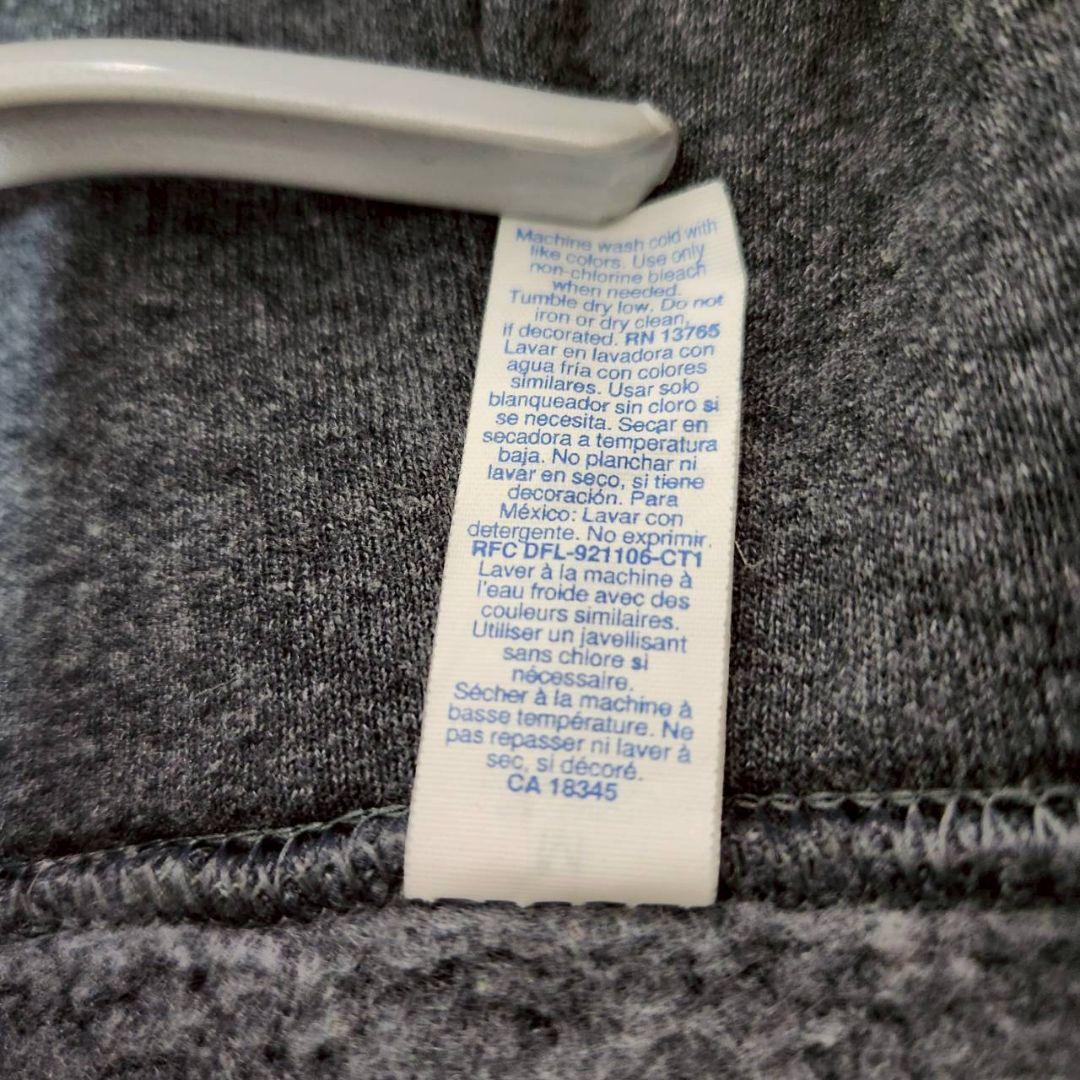 Machine wash cold with
like colors. Use only
non-chlorine bleach
when needed.
Tumble dry low. Do not
iron or dry clean,
if decorated. RN 13765
Lavar en lavadora con
agua fría con colores
similares. Usar solo
blanqueador sin cloro si
se necesita. Secar en
secadora a temperatura
baja. No planchar ni
lavar en seco, si tiene
decoración. Para
México: Lavar con
detergente. No exprimir.
RFC DFL-921106-CT1
Laver à la machine à
l'eau froide avec des
couleurs similaires.
Utiliser un javellisant
sans chlore si
nécessaire.
Sécher à la machine à
basse température. Ne
pas repasser ni laver à
sec, si décoré.
CA 18345